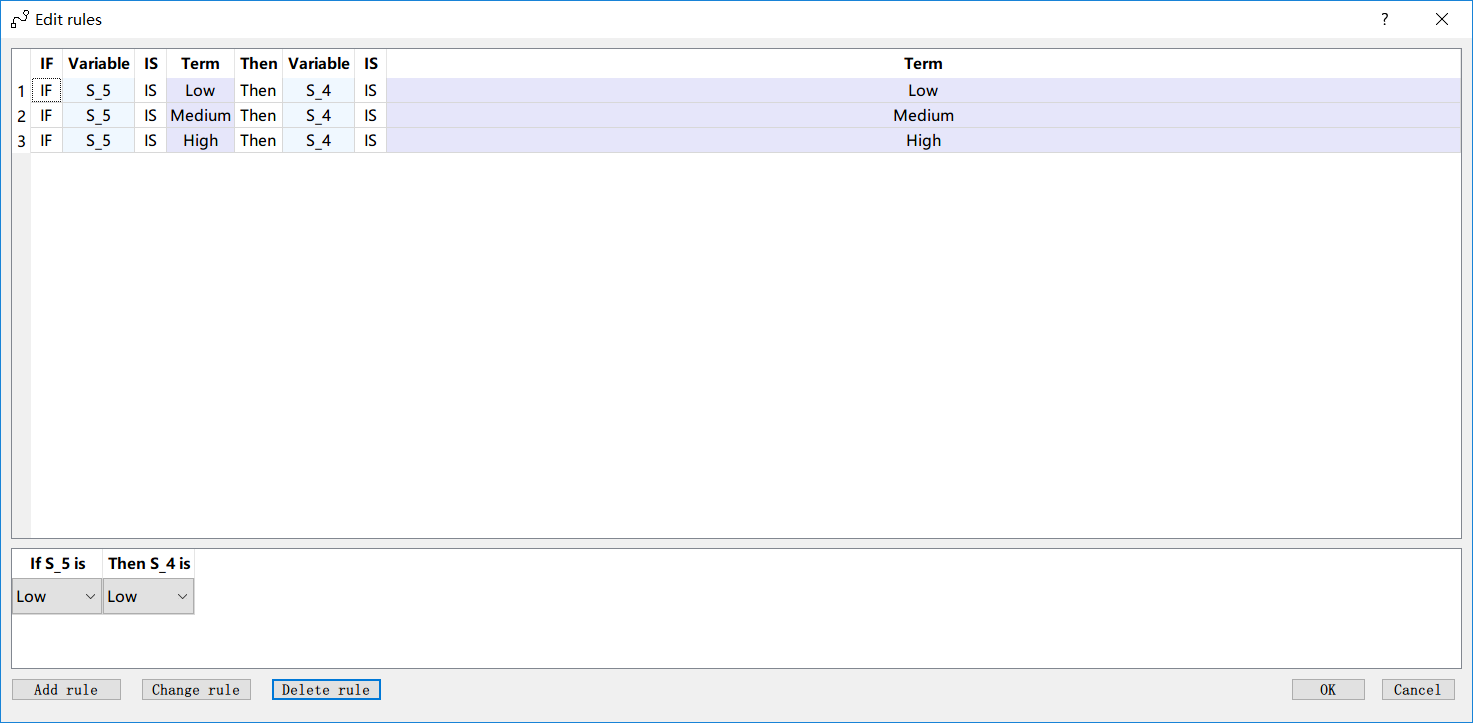 Edit rules ?
IF Variable IS Term Then Variable IS Term
1 IF S_5 IS Low Then S_4 IS Low
2 IF S_5 IS Medium Then S_4 IS Medium
3 IF S_5 IS High Then S_4 IS High
If S_5 is Then S_4 is
Low Low
Add rule Change rule Delete rule OK Cancel